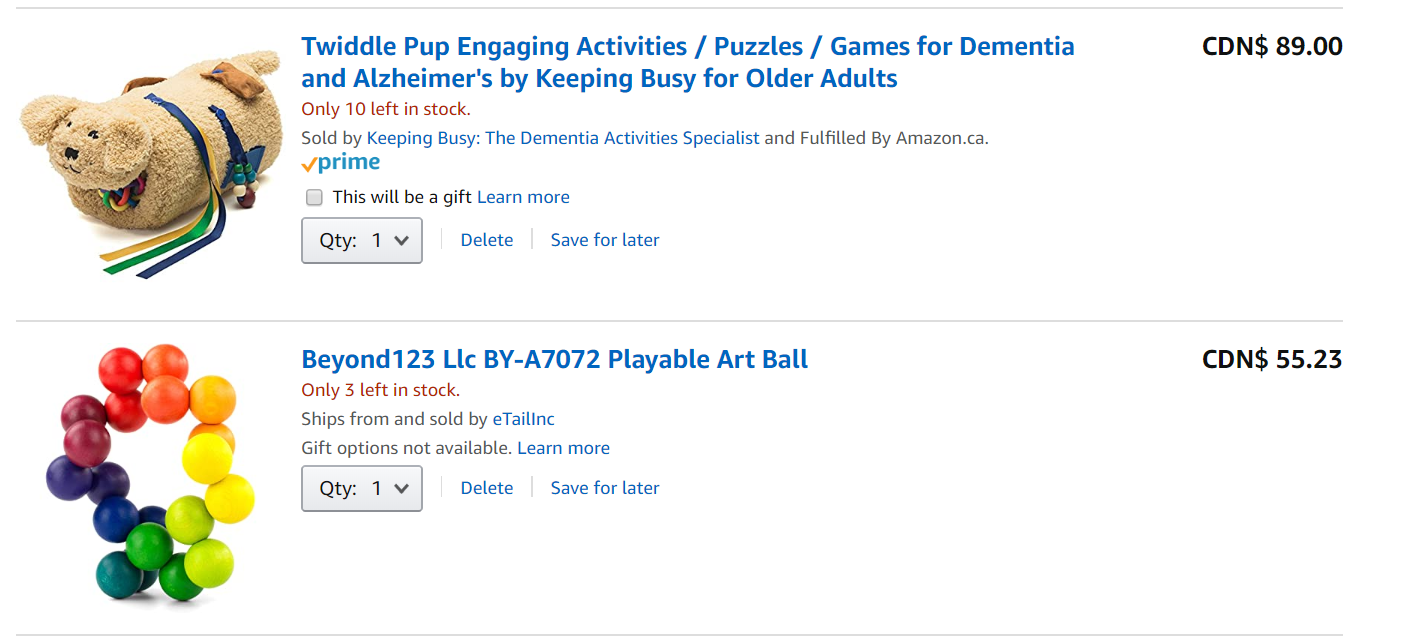 Twiddle Pup Engaging Activities / Puzzles / Games for Dementia
and Alzheimer's by Keeping Busy for Older Adults
CDN$ 89.00
Only 10 left in stock.
Sold by Keeping Busy: The Dementia Activities Specialist and Fulfilled By Amazon.ca.
prime
This will be a gift Learn more
Qty: 1 Delete Save for later
Beyond123 Llc BY-A7072 Playable Art Ball
CDN$ 55.23
Only 3 left in stock.
Ships from and sold by eTailInc
Gift options not available. Learn more
Qty: 1 Delete Save for later